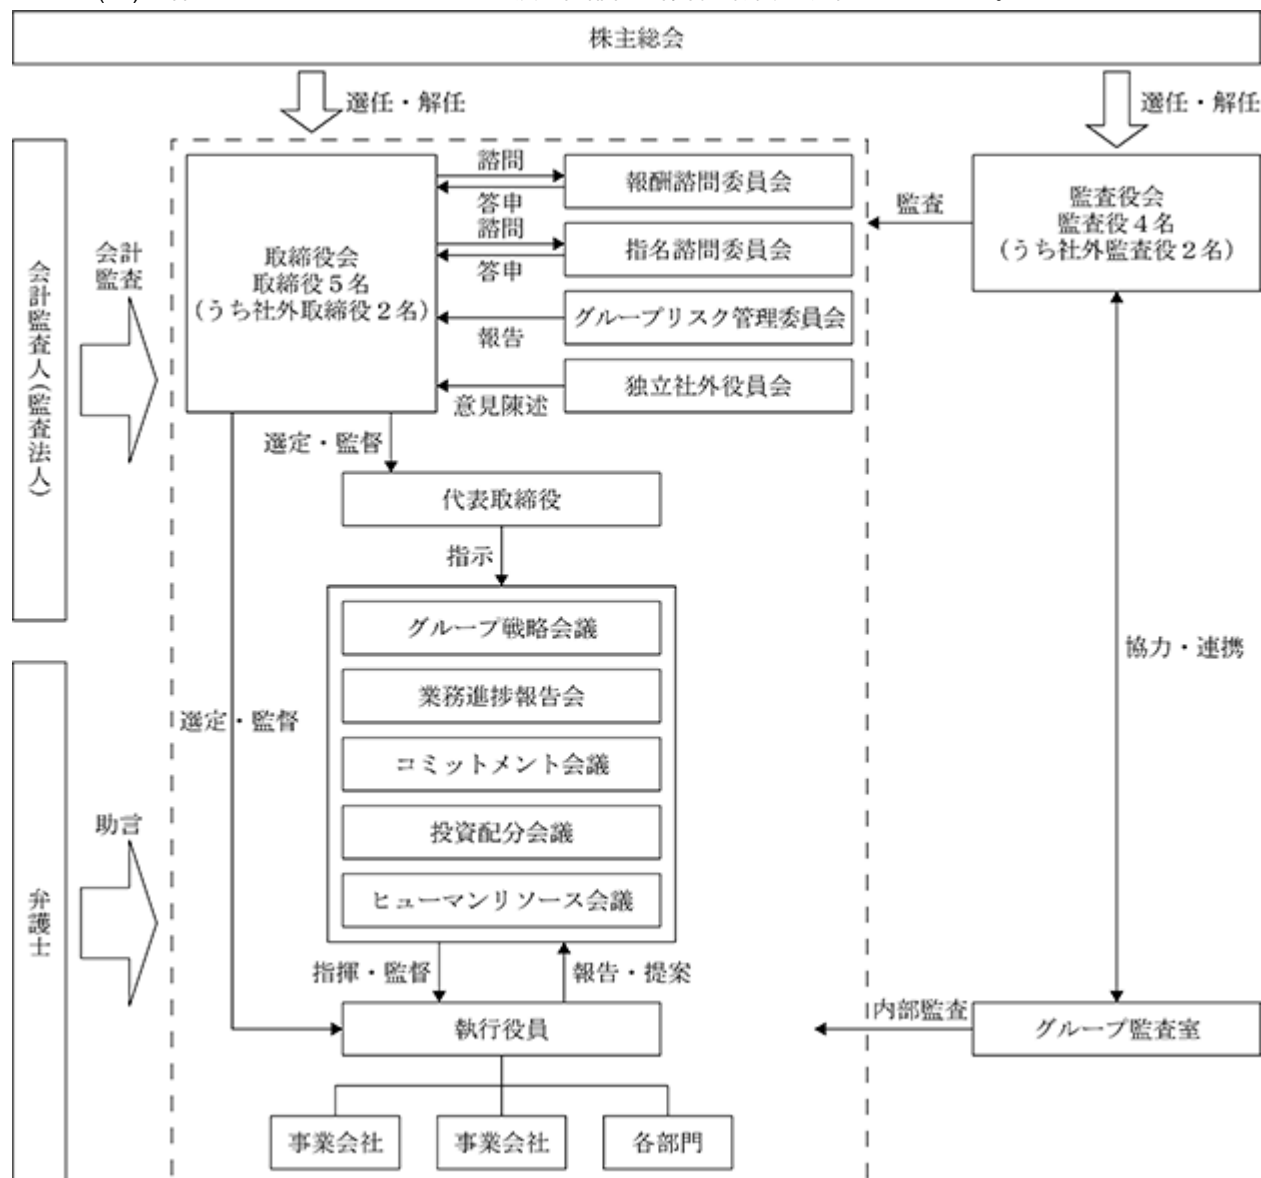 株主総会
選任・解任
選任・解任
会計監査人(監査法人)
会計
監査
取締役会
取締役5名
(うち社外取締役2名)
諮問
答申
報酬諮問委員会
諮問
答申
指名諮問委員会
報告
グループリスク管理委員会
意見陳述
独立社外役員会
監査
監査役会
監査役4名
(うち社外監査役2名)
選定・監督
代表取締役
指示
グループ戦略会議
業務進捗報告会
コミットメント会議
投資配分会議
ヒューマンリソース会議
選定・監督
協力・連携
弁護士
助言
指揮・監督
報告・提案
執行役員
内部監査
グループ監査室
事業会社
事業会社
各部門